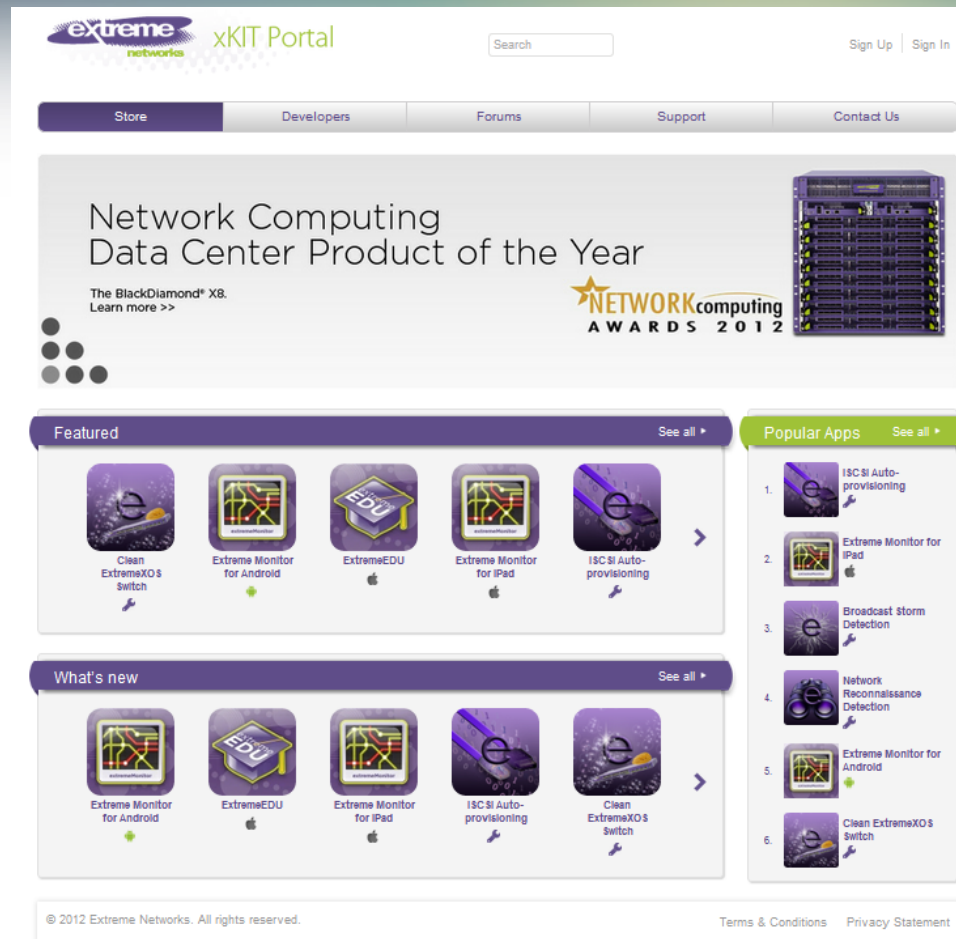 extreme networks xKIT Portal
Search
Sign Up Sign In
Store Developers Forums Support Contact Us
Network Computing
Data Center Product of the Year
The BlackDiamond® X8.
Learn more >>
NETWORKcomputing
AWARDS 2012
Featured See all
Clean ExtremeXOS Switch
Extreme Monitor for Android
ExtremeEDU
Extreme Monitor for iPad
ISCSI Auto-provisioning
What's new See all
Extreme Monitor for Android
ExtremeEDU
Extreme Monitor for iPad
ISCSI Auto-provisioning
Clean ExtremeXOS Switch
Popular Apps See all
1. ISCSI Auto-provisioning
2. Extreme Monitor for iPad
3. Broadcast Storm Detection
4. Network Reconnaissance Detection
5. Extreme Monitor for Android
6. Clean ExtremeXOS Switch
© 2012 Extreme Networks. All rights reserved.
Terms & Conditions Privacy Statement